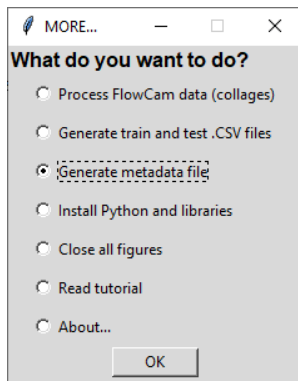 MORE...
What do you want to do?
Process FlowCam data (collages)
Generate train and test .CSV files
Generate metadata file
Install Python and libraries
Close all figures
Read tutorial
About...
OK